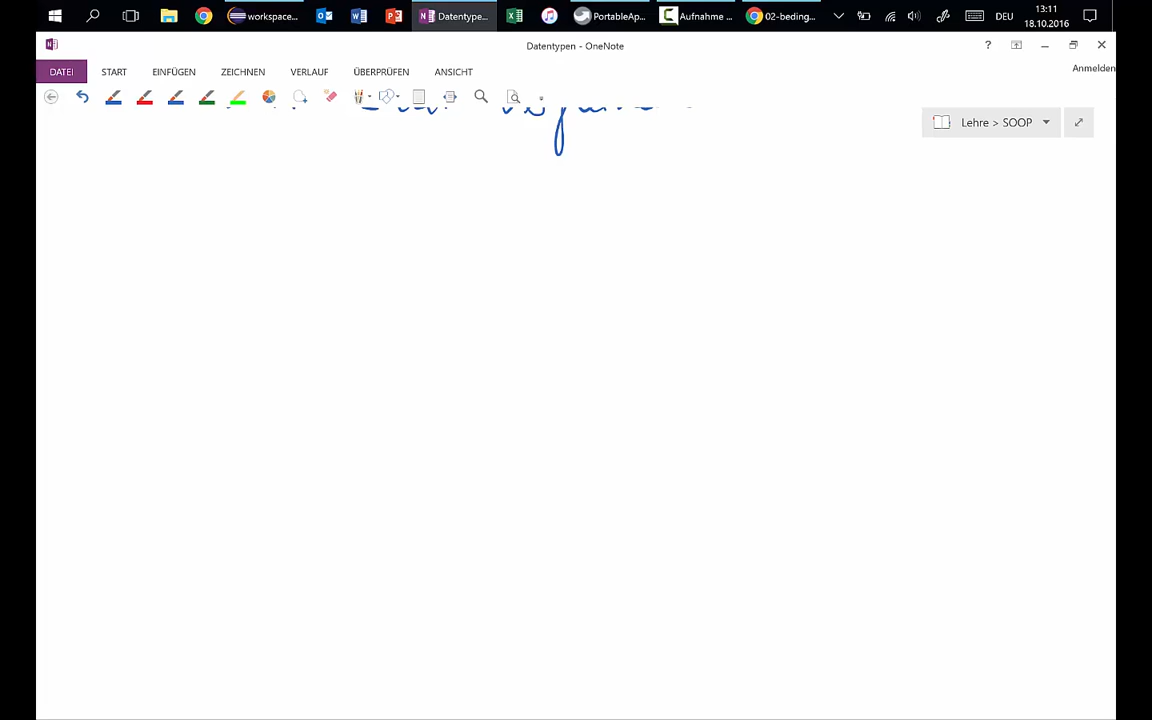 workspace...
Datentype...
PortableAp...
Aufnahme ...
02-beding...
DEU
13:11
18.10.2016
Datentypen - OneNote
?
DATEI START EINFÜGEN ZEICHNEN VERLAUF ÜBERPRÜFEN ANSICHT
Anmelden
Lehre > SOOP